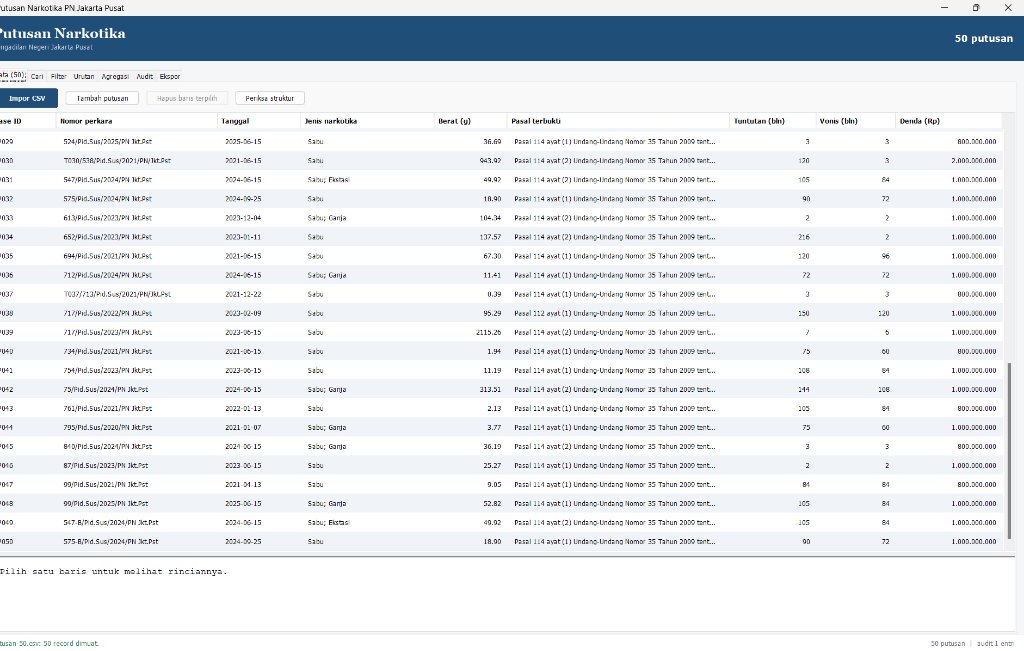 utusan Narkotika PN Jakarta Pusat
Putusan Narkotika
ngadilan Negeri Jakarta Pusat
50 putusan
ata (50) Cari Filter Urutan Agregasi Audit Ekspor
Impor CSV Tambah putusan Hapus baris terpilih Periksa struktur
ase ID Nomor perkara Tanggal Jenis narkotika Berat (g) Pasal terbukti Tuntutan (bln) Vonis (bln) Denda (Rp)
029 524/Pid.Sus/2025/PN Jkt.Pst 2025-06-15 Sabu 36.69 Pasal 114 ayat (1) Undang-Undang Nomor 35 Tahun 2009 tent... 3 3 800.000.000
030 T030/538/Pid.Sus/2021/PN/Jkt.Pst 2021-06-15 Sabu 943.92 Pasal 114 ayat (2) Undang-Undang Nomor 35 Tahun 2009 tent... 120 3 2.000.000.000
031 547/Pid.Sus/2024/PN Jkt.Pst 2024-06-15 Sabu; Ekstasi 49.92 Pasal 114 ayat (2) Undang-Undang Nomor 35 Tahun 2009 tent... 105 84 1.000.000.000
032 575/Pid.Sus/2024/PN Jkt.Pst 2024-09-25 Sabu 18.90 Pasal 114 ayat (1) Undang-Undang Nomor 35 Tahun 2009 tent... 90 72 1.000.000.000
033 613/Pid.Sus/2023/PN Jkt.Pst 2023-12-04 Sabu; Ganja 104.34 Pasal 114 ayat (2) Undang-Undang Nomor 35 Tahun 2009 tent... 2 2 1.000.000.000
034 652/Pid.Sus/2023/PN Jkt.Pst 2023-01-11 Sabu 137.57 Pasal 114 ayat (2) Undang-Undang Nomor 35 Tahun 2009 tent... 216 2 1.000.000.000
035 694/Pid.Sus/2021/PN Jkt.Pst 2021-06-15 Sabu 67.30 Pasal 114 ayat (1) Undang-Undang Nomor 35 Tahun 2009 tent... 120 96 1.000.000.000
036 712/Pid.Sus/2024/PN Jkt.Pst 2024-06-15 Sabu; Ganja 11.41 Pasal 114 ayat (1) Undang-Undang Nomor 35 Tahun 2009 tent... 72 72 1.000.000.000
037 T037/713/Pid.Sus/2021/PN/Jkt.Pst 2021-12-22 Sabu 0.39 Pasal 114 ayat (1) Undang-Undang Nomor 35 Tahun 2009 tent... 3 3 800.000.000
038 717/Pid.Sus/2022/PN Jkt.Pst 2023-02-09 Sabu 95.29 Pasal 112 ayat (1) Undang-Undang Nomor 35 Tahun 2009 tent... 150 120 1.000.000.000
039 717/Pid.Sus/2023/PN Jkt.Pst 2023-06-15 Sabu 2115.26 Pasal 114 ayat (2) Undang-Undang Nomor 35 Tahun 2009 tent... 7 6 1.000.000.000
040 734/Pid.Sus/2021/PN Jkt.Pst 2021-06-15 Sabu 1.94 Pasal 114 ayat (1) Undang-Undang Nomor 35 Tahun 2009 tent... 75 60 800.000.000
041 754/Pid.Sus/2023/PN Jkt.Pst 2023-06-15 Sabu 11.19 Pasal 114 ayat (1) Undang-Undang Nomor 35 Tahun 2009 tent... 108 84 1.000.000.000
042 75/Pid.Sus/2024/PN Jkt.Pst 2024-06-15 Sabu; Ganja 313.51 Pasal 114 ayat (2) Undang-Undang Nomor 35 Tahun 2009 tent... 144 108 1.000.000.000
043 761/Pid.Sus/2021/PN Jkt.Pst 2022-01-13 Sabu 2.13 Pasal 114 ayat (1) Undang-Undang Nomor 35 Tahun 2009 tent... 105 84 800.000.000
044 795/Pid.Sus/2020/PN Jkt.Pst 2021-01-07 Sabu; Ganja 3.77 Pasal 114 ayat (1) Undang-Undang Nomor 35 Tahun 2009 tent... 75 60 1.000.000.000
045 840/Pid.Sus/2024/PN Jkt.Pst 2024-06-15 Sabu; Ganja 36.19 Pasal 114 ayat (2) Undang-Undang Nomor 35 Tahun 2009 tent... 3 3 800.000.000
046 87/Pid.Sus/2023/PN Jkt.Pst 2023-06-15 Sabu 25.27 Pasal 114 ayat (1) Undang-Undang Nomor 35 Tahun 2009 tent... 2 2 1.000.000.000
047 99/Pid.Sus/2021/PN Jkt.Pst 2021-04-13 Sabu 9.05 Pasal 114 ayat (1) Undang-Undang Nomor 35 Tahun 2009 tent... 84 84 800.000.000
048 99/Pid.Sus/2025/PN Jkt.Pst 2025-06-15 Sabu; Ganja 52.82 Pasal 114 ayat (1) Undang-Undang Nomor 35 Tahun 2009 tent... 105 84 1.000.000.000
049 547-B/Pid.Sus/2024/PN Jkt.Pst 2024-06-15 Sabu; Ekstasi 49.92 Pasal 114 ayat (2) Undang-Undang Nomor 35 Tahun 2009 tent... 105 84 1.000.000.000
050 575-B/Pid.Sus/2024/PN Jkt.Pst 2024-09-25 Sabu 18.90 Pasal 114 ayat (1) Undang-Undang Nomor 35 Tahun 2009 tent... 90 72 1.000.000.000
Pilih satu baris untuk melihat rinciannya.
tusan-50.csv: 50 record dimuat. 50 putusan | audit 1 entri